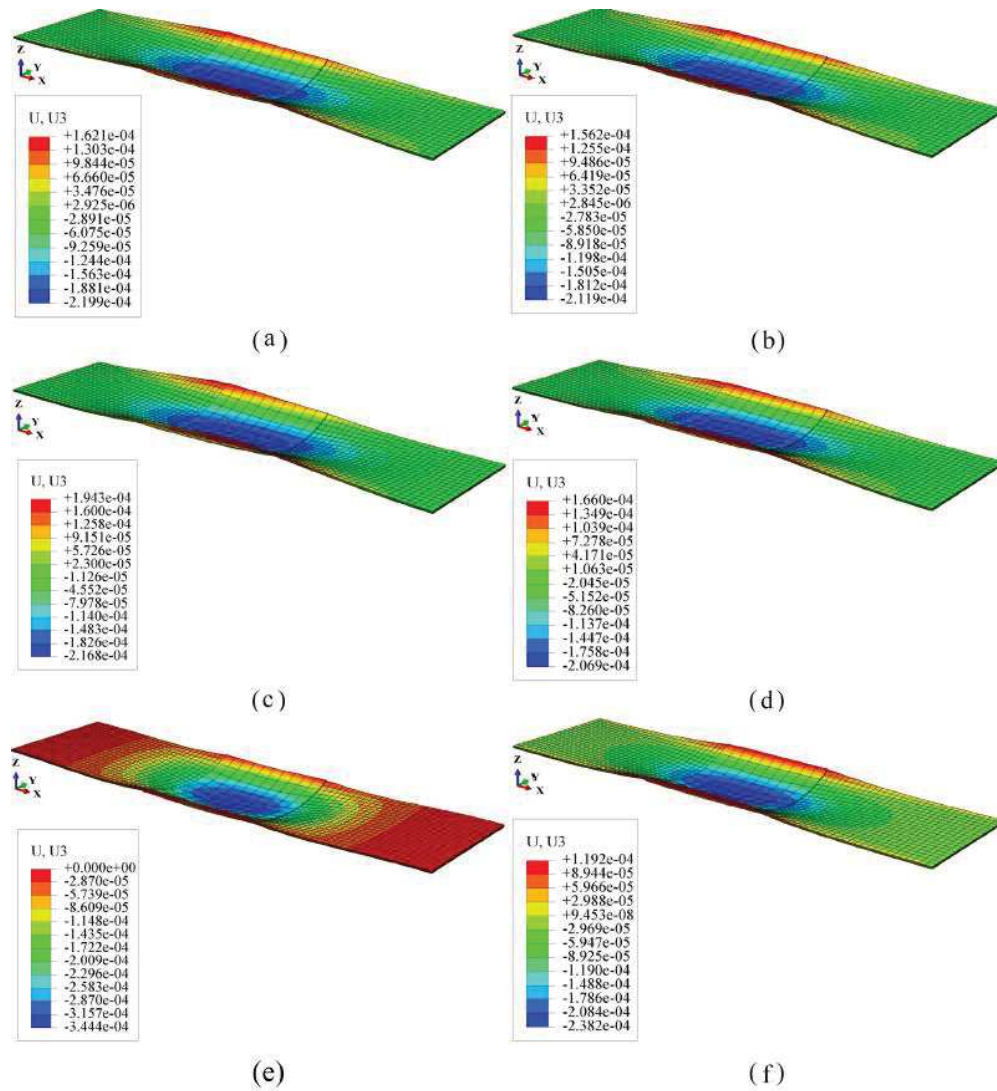 Z
Y
X
U, U3
+1.621e-04
+1.303e-04
+9.844e-05
+6.660e-05
+3.476e-05
+2.925e-06
-2.891e-05
-6.075e-05
-9.259e-05
-1.244e-04
-1.563e-04
-1.881e-04
-2.199e-04
(a)
Z
Y
X
U, U3
+1.562e-04
+1.255e-04
+9.486e-05
+6.419e-05
+3.352e-05
+2.845e-06
-2.783e-05
-5.850e-05
-8.918e-05
-1.198e-04
-1.505e-04
-1.812e-04
-2.119e-04
(b)
Z
Y
X
U, U3
+1.943e-04
+1.600e-04
+1.258e-04
+9.151e-05
+5.726e-05
+2.300e-05
-1.126e-05
-4.552e-05
-7.978e-05
-1.140e-04
-1.483e-04
-1.826e-04
-2.168e-04
(c)
Z
Y
X
U, U3
+1.660e-04
+1.349e-04
+1.039e-04
+7.278e-05
+4.171e-05
+1.063e-05
-2.045e-05
-5.152e-05
-8.260e-05
-1.137e-04
-1.447e-04
-1.758e-04
-2.069e-04
(d)
Z
Y
X
U, U3
+0.000e+00
-2.870e-05
-5.739e-05
-8.609e-05
-1.148e-04
-1.435e-04
-1.722e-04
-2.009e-04
-2.296e-04
-2.583e-04
-2.870e-04
-3.157e-04
-3.444e-04
(e)
Z
Y
X
U, U3
+1.192e-04
+8.944e-05
+5.966e-05
+2.988e-05
+9.453e-08
-2.969e-05
-5.947e-05
-8.925e-05
-1.190e-04
-1.488e-04
-1.786e-04
-2.084e-04
-2.382e-04
(f)